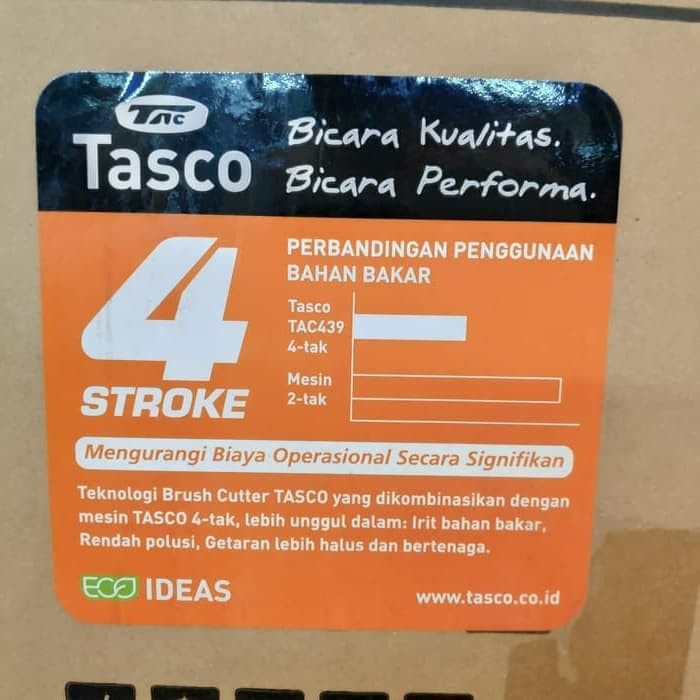 TAC
Tasco
Bicara Kualitas.
Bicara Performa.
4
STROKE
PERBANDINGAN PENGGUNAAN
BAHAN BAKAR
Tasco
TAC439
4-tak
Mesin
2-tak
Mengurangi Biaya Operasional Secara Signifikan
Teknologi Brush Cutter TASCO yang dikombinasikan dengan
mesin TASCO 4-tak, lebih unggul dalam: Irit bahan bakar,
Rendah polusi, Getaran lebih halus dan bertenaga.
ECO IDEAS
www.tasco.co.id